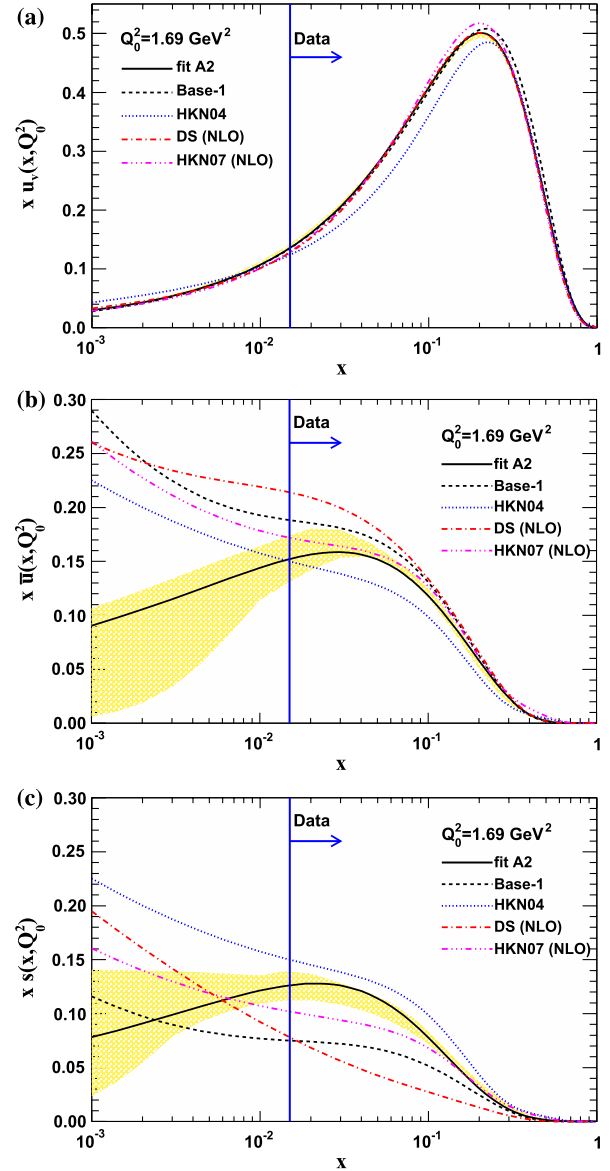 (a)
Q₀²=1.69 GeV²
Data
fit A2
Base-1
HKN04
DS (NLO)
HKN07 (NLO)
x uᵥ(x,Q₀²)
0.5
0.4
0.3
0.2
0.1
0.0
10⁻³
10⁻²
10⁻¹
1
x
(b)
Data
Q₀²=1.69 GeV²
fit A2
Base-1
HKN04
DS (NLO)
HKN07 (NLO)
x u̅(x,Q₀²)
0.30
0.25
0.20
0.15
0.10
0.05
0.00
10⁻³
10⁻²
10⁻¹
1
x
(c)
Data
Q₀²=1.69 GeV²
fit A2
Base-1
HKN04
DS (NLO)
HKN07 (NLO)
x s(x,Q₀²)
0.30
0.25
0.20
0.15
0.10
0.05
0.00
10⁻³
10⁻²
10⁻¹
1
x